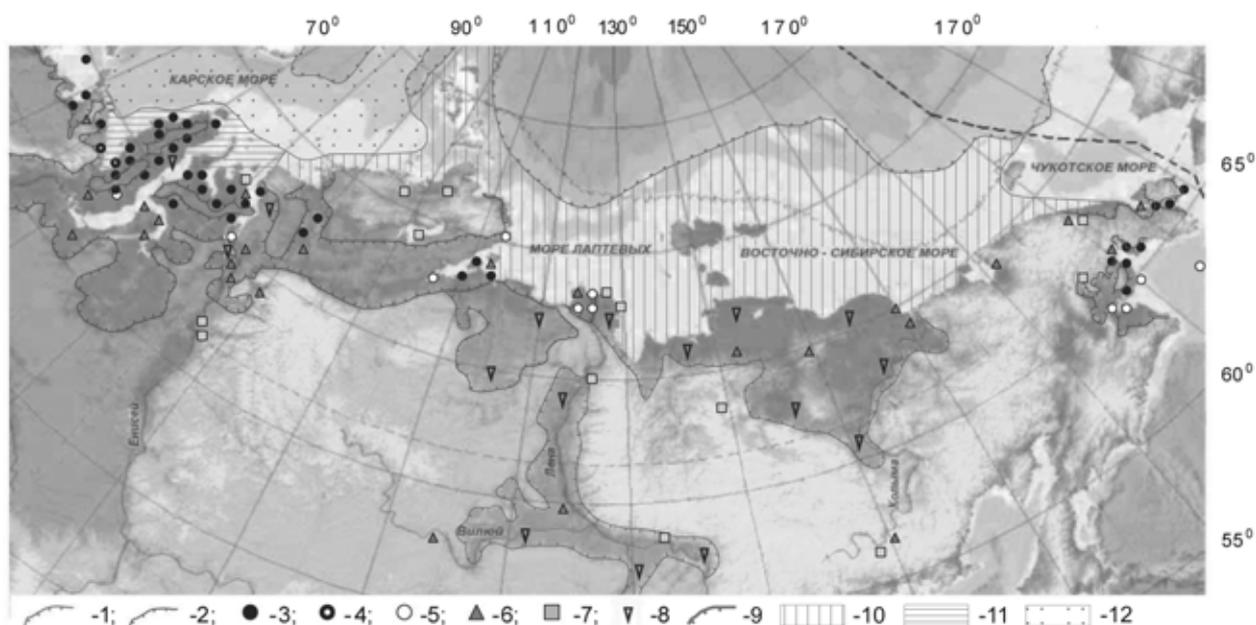 70⁰ 90⁰ 110⁰ 130⁰ 150⁰ 170⁰ 170⁰
КАРСКОЕ МОРЕ
ЧУКОТСКОЕ МОРЕ
65⁰
МОРЕ ЛАПТЕВЫХ
ВОСТОЧНО - СИБИРСКОЕ МОРЕ
60⁰
Енисей
Лена
Колыма
Вилюй
55⁰
-1; -2; -3; -4; -5; -6; -7; -8 -9 -10 -11 -12